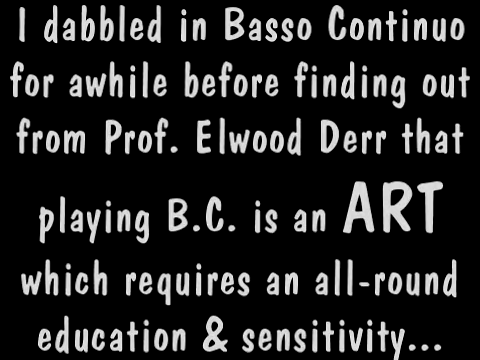 I dabbled in Basso Continuo
for awhile before finding out
from Prof. Elwood Derr that
playing B.C. is an ART
which requires an all-round
education & sensitivity...